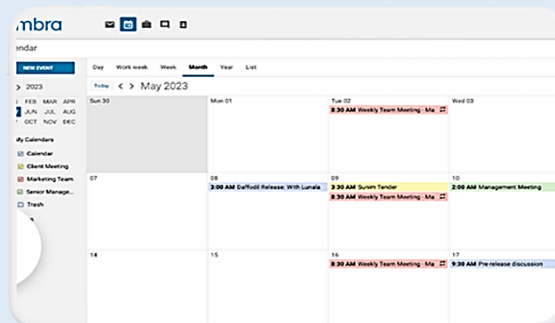 mbra
endar
NEW EVENT
Day Work week Week Month Year List
2023
Today May 2023
FEB MAR APR
JUN JUL AUG
OCT NOV DEC
My Calendars
Calendar
Client Meeting
Marketing Team
Senior Manage...
Trash
Sun 30 Mon 01 Tue 02 Wed 03
8:30 AM Weekly Team Meeting - Ma
07 08 09 10
3:00 AM Daffodil Release: With Lunala
3:30 AM Sunim Tender
2:00 AM Management Meeting
8:30 AM Weekly Team Meeting - Ma
14 15 16 17
8:30 AM Weekly Team Meeting - Ma
9:30 AM Pre-release discussion